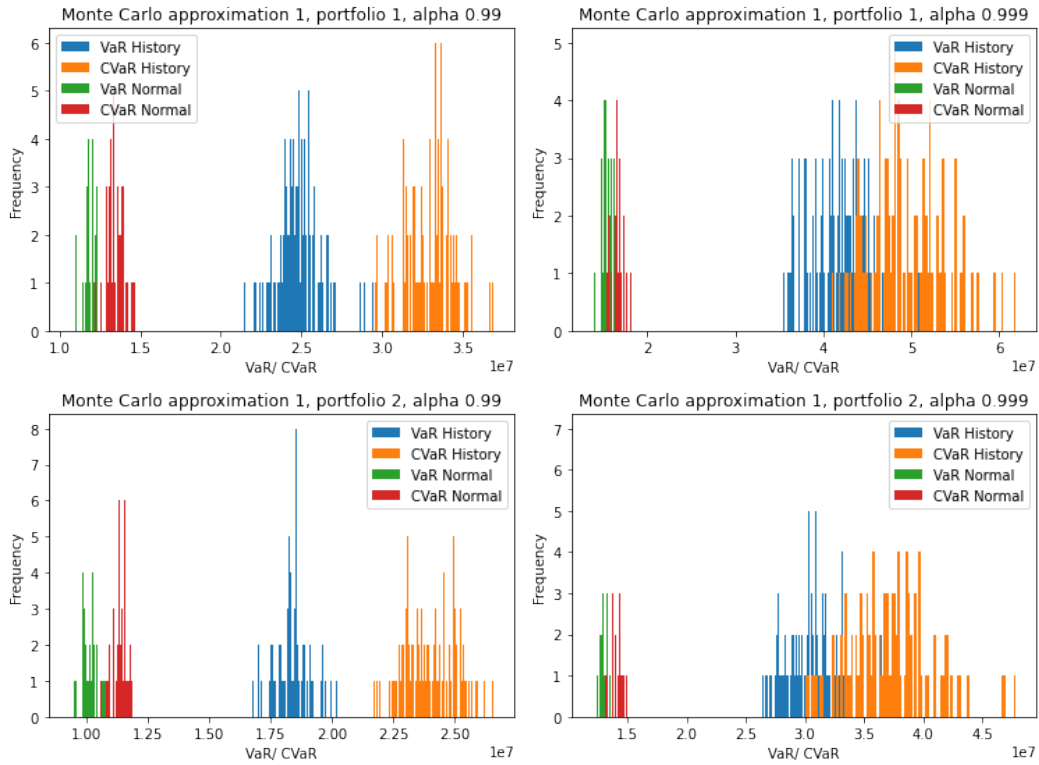 Monte Carlo approximation 1, portfolio 1, alpha 0.99
6
5
4
3
2
1
0
Frequency
VaR History
CVaR History
VaR Normal
CVaR Normal
1.0 1.5 2.0 2.5 3.0 3.5
VaR/ CVaR
1e7
Monte Carlo approximation 1, portfolio 1, alpha 0.999
5
4
3
2
1
0
Frequency
VaR History
CVaR History
VaR Normal
CVaR Normal
2 3 4 5 6
VaR/ CVaR
1e7
Monte Carlo approximation 1, portfolio 2, alpha 0.99
8
7
6
5
4
3
2
1
0
Frequency
VaR History
CVaR History
VaR Normal
CVaR Normal
1.00 1.25 1.50 1.75 2.00 2.25 2.50
VaR/ CVaR
1e7
Monte Carlo approximation 1, portfolio 2, alpha 0.999
7
6
5
4
3
2
1
0
Frequency
VaR History
CVaR History
VaR Normal
CVaR Normal
1.5 2.0 2.5 3.0 3.5 4.0 4.5
VaR/ CVaR
1e7